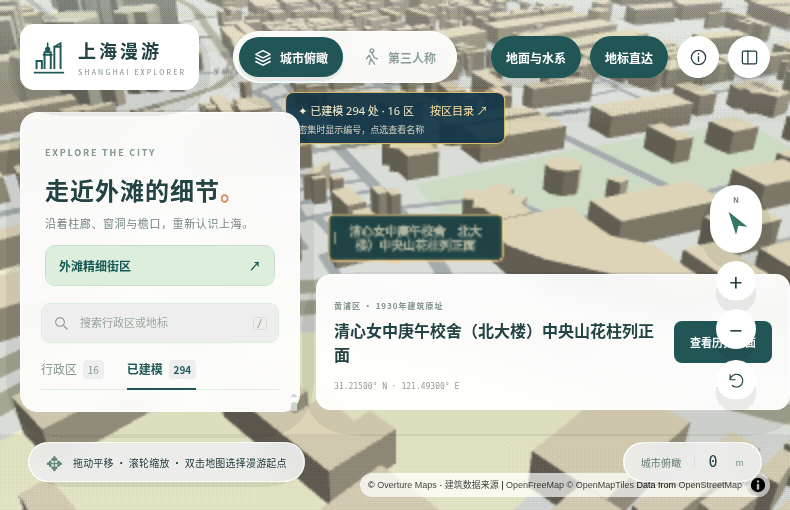 上海漫游
SHANGHAI EXPLORER
城市俯瞰
第三人称
地面与水系
地标直达
✦ 已建模 294 处 · 16 区 按区目录 ↗
密集时显示编号，点选查看名称
EXPLORE THE CITY
走近外滩的细节。
沿着柱廊、窗洞与檐口，重新认识上海。
外滩精细街区 ↗
搜索行政区或地标 /
行政区 16
已建模 294
清心女中庚午校舍（北大
楼）中央山花柱列正面
N
黄浦区 · 1930年建筑原址
清心女中庚午校舍（北大楼）中央山花柱列正
面
31.21500° N · 121.49300° E
查看历
面
+
−
拖动平移 · 滚轮缩放 · 双击地图选择漫游起点
城市俯瞰 0 m
© Overture Maps · 建筑数据来源 | OpenFreeMap © OpenMapTiles Data from OpenStreetMap